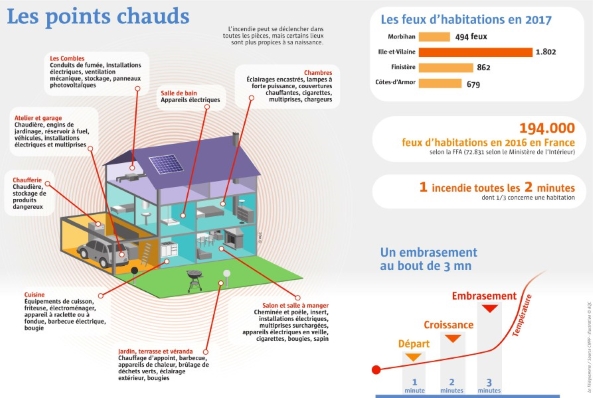 Les points chauds
L'incendie peut se déclencher dans
toutes les pièces, mais certains lieux
sont plus propices à sa naissance.
Les Combles
Conduits de fumée, installations
électriques, ventilation
mécanique, stockage, panneaux
photovoltaïques
Salle de bain
Appareils électriques
Chambres
Éclairages encastrés, lampes à
forte puissance, couvertures
chauffantes, cigarettes,
multiprises, chargeurs
Atelier et garage
Chaudière, engins de
jardinage, réservoir à fuel,
véhicules, installations
électriques et multiprises
Chaufferie
Chaudière,
stockage de
produits
dangereux
Cuisine
Équipements de cuisson,
friteuse, électroménager,
appareil à raclette ou à
fondue, barbecue électrique,
bougie
Salon et salle à manger
Cheminée et poêle, insert,
installations électriques,
multiprises surchargées,
appareils électriques en veille,
cigarettes, bougies, sapin
Jardin, terrasse et véranda
Chauffage d'appoint, barbecue,
appareils de chaleur, brûlage de
déchets verts, éclairage
extérieur, bougies
Les feux d'habitations en 2017
Morbihan
494 feux
Ille-et-Vilaine
1.802
Finistère
862
Côtes-d'Armor
679
194.000
feux d'habitations en 2016 en France
selon la FFA (72.831 selon le Ministère de l'Intérieur)
1 incendie toutes les 2 minutes
dont 1/3 concerne une habitation
Un embrasement
au bout de 3 mn
Embrasement
Croissance
Départ
Température
1
minute
2
minutes
3
minutes